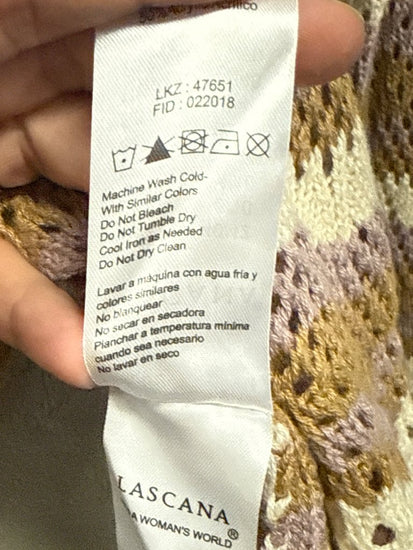 LKZ : 47651
FID : 022018
Machine Wash Cold-
With Similar Colors
Do Not Bleach
Do Not Tumble Dry
Cool Iron as Needed
Do Not Dry Clean
Lavar a máquina con agua fría y
colores similares
No blanquear
No secar en secadora
Planchar a temperatura mínima
cuando sea necesario
No lavar en seco
LASCANA
A WOMAN'S WORLD ®